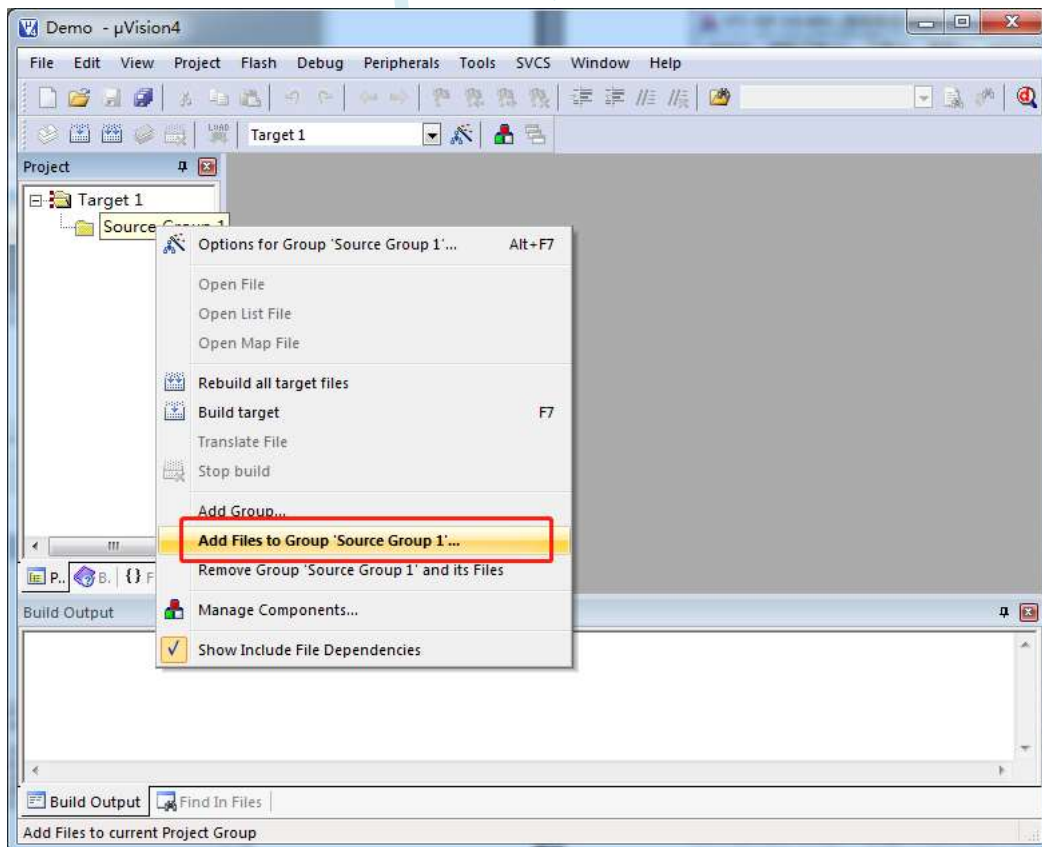 Demo - μVision4
File Edit View Project Flash Debug Peripherals Tools SVCS Window Help
LOAD Target 1
Project
Target 1
Source Group 1
Options for Group 'Source Group 1'... Alt+F7
Open File
Open List File
Open Map File
Rebuild all target files
Build target F7
Translate File
Stop build
Add Group...
Add Files to Group 'Source Group 1'...
Remove Group 'Source Group 1' and its Files
Manage Components...
Show Include File Dependencies
P.. B. {} F
Build Output
Build Output Find In Files
Add Files to current Project Group